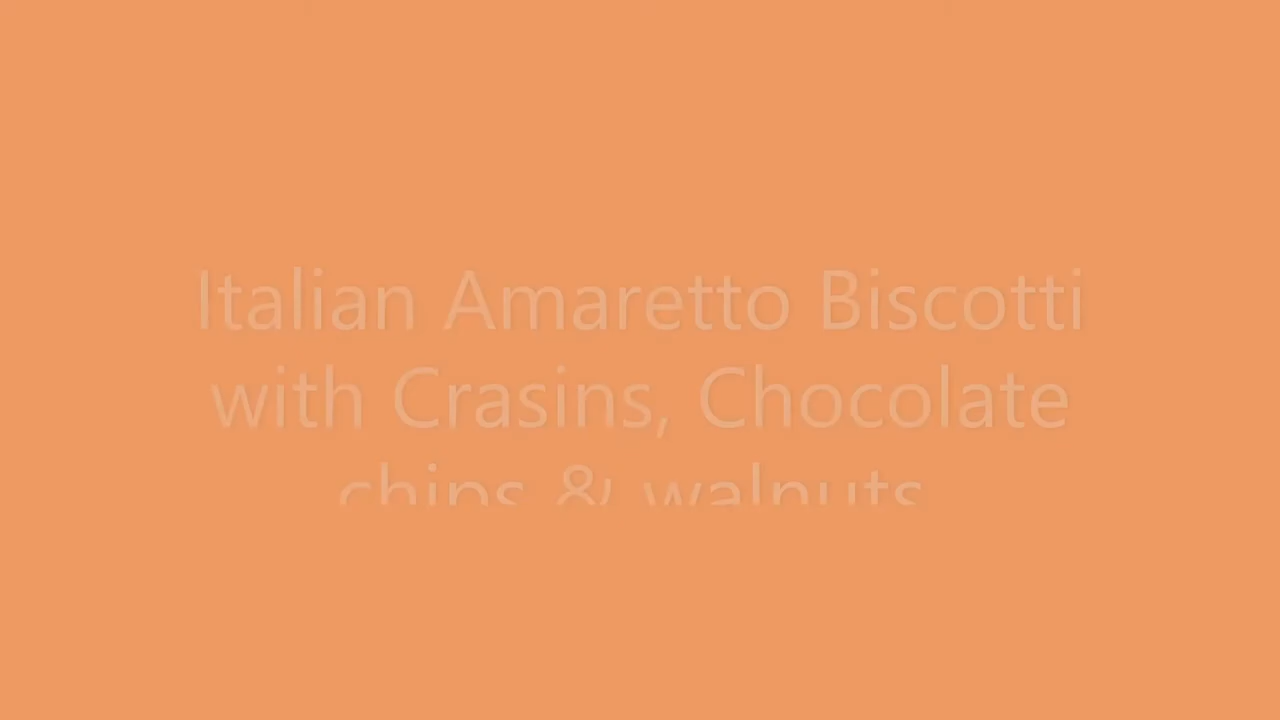 Italian Amaretto Biscotti
with Crasins, Chocolate
chips & walnuts